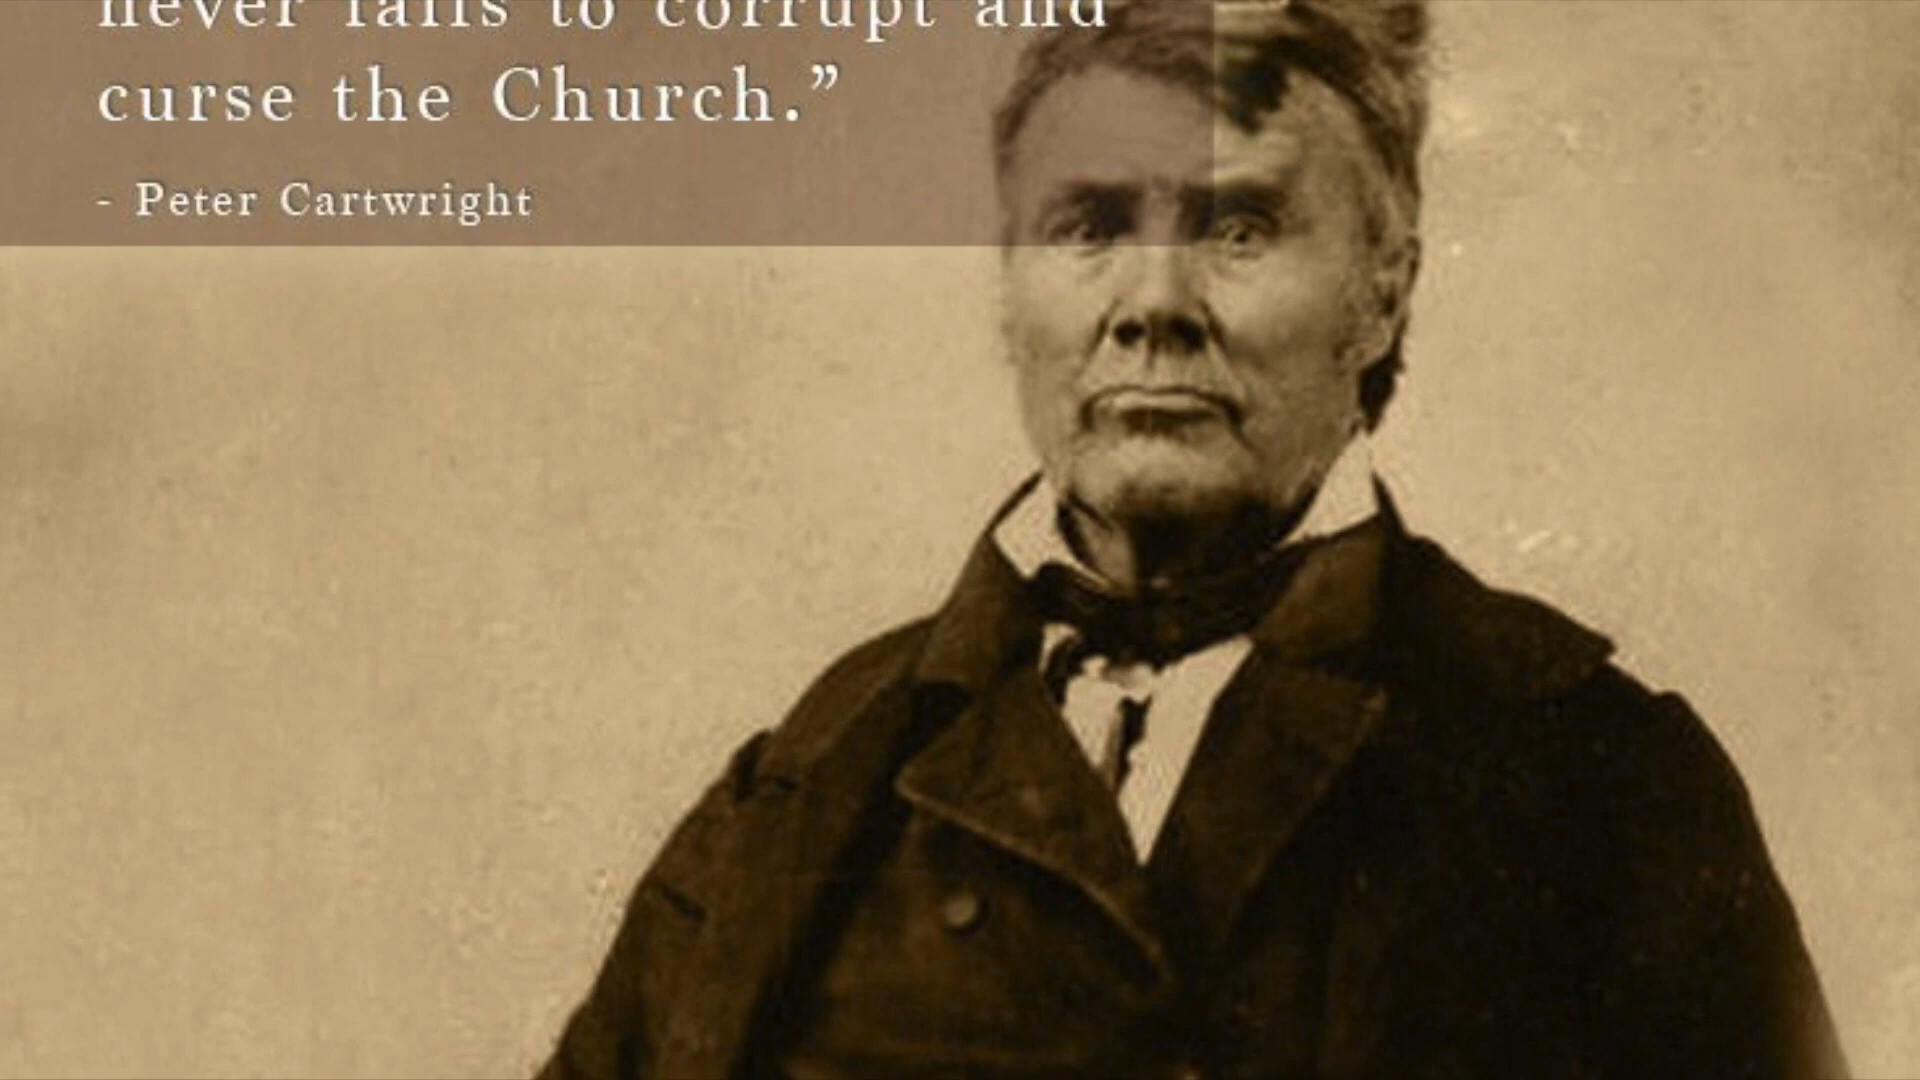 never fails to corrupt and
curse the Church.”
- Peter Cartwright